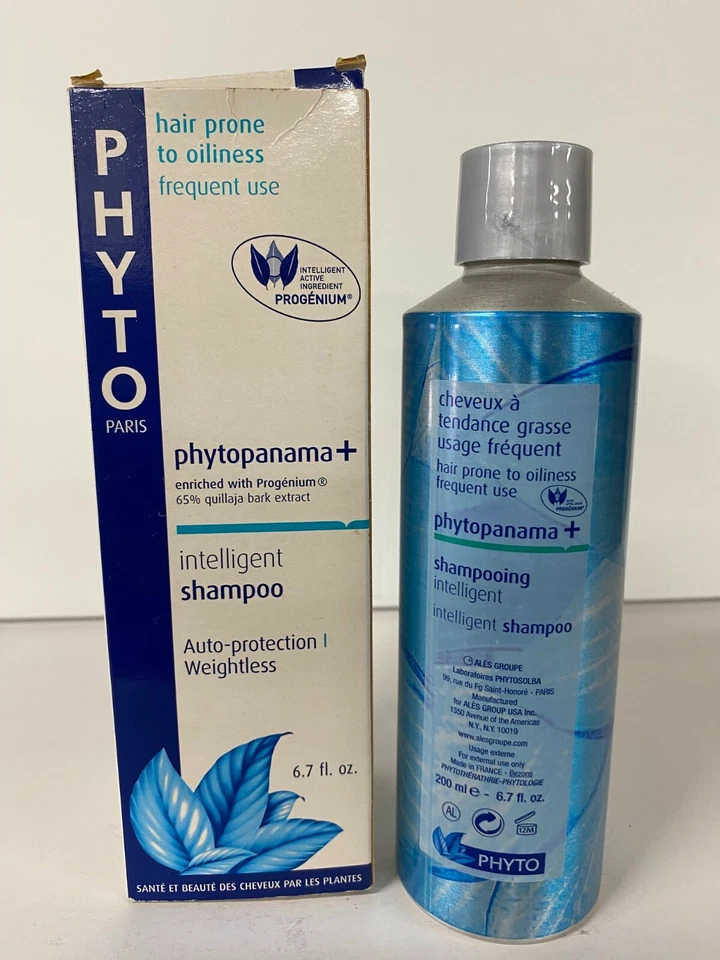 PHYTO
PARIS
hair prone
to oiliness
frequent use
INTELLIGENT
ACTIVE
INGREDIENT
PROGÉNIUM®
phytopanama+
enriched with Progénium®
65% quillaja bark extract
intelligent
shampoo
Auto-protection |
Weightless
6.7 fl. oz.
SANTÉ ET BEAUTÉ DES CHEVEUX PAR LES PLANTES
cheveux à
tendance grasse
usage fréquent
hair prone to oiliness
frequent use
PROGÉNIUM®
phytopanama+
shampooing
intelligent
intelligent shampoo
ALÈS GROUPE
Laboratoires PHYTOSOLBA
99, rue du Fg Saint-Honoré - PARIS
Manufactured
for ALÈS GROUP USA Inc.
1350 Avenue of the Americas
N.Y., N.Y. 10019
www.alesgroupe.com
Usage externe
For external use only
Made in FRANCE - Bezons
PHYTOTHÉRATHRIE-PHYTOLOGIE
200 ml e - 6.7 fl. oz.
AL
12M
PHYTO